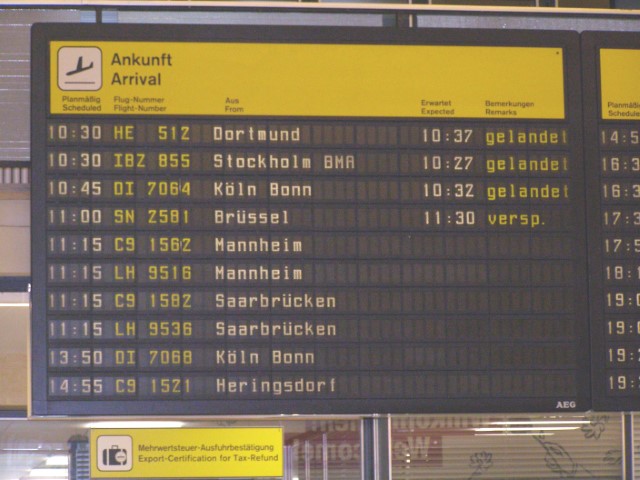 Ankunft
Arrival
Planmäßig Flug-Nummer Aus Erwartet Bemerkungen
Scheduled Flight-Number From Expected Remarks
10:30 HE 512 Dortmund 10:37 gelandet
10:30 IBZ 855 Stockholm BMA 10:27 gelandet
10:45 DI 7064 Köln Bonn 10:32 gelandet
11:00 SN 2581 Brüssel 11:30 versp.
11:15 C9 1562 Mannheim
11:15 LH 9516 Mannheim
11:15 C9 1582 Saarbrücken
11:15 LH 9536 Saarbrücken
13:50 DI 7068 Köln Bonn
14:55 C9 1521 Heringsdorf
AEG
Mehrwertsteuer-Ausfuhrbestätigung
Export-Certification for Tax-Refund